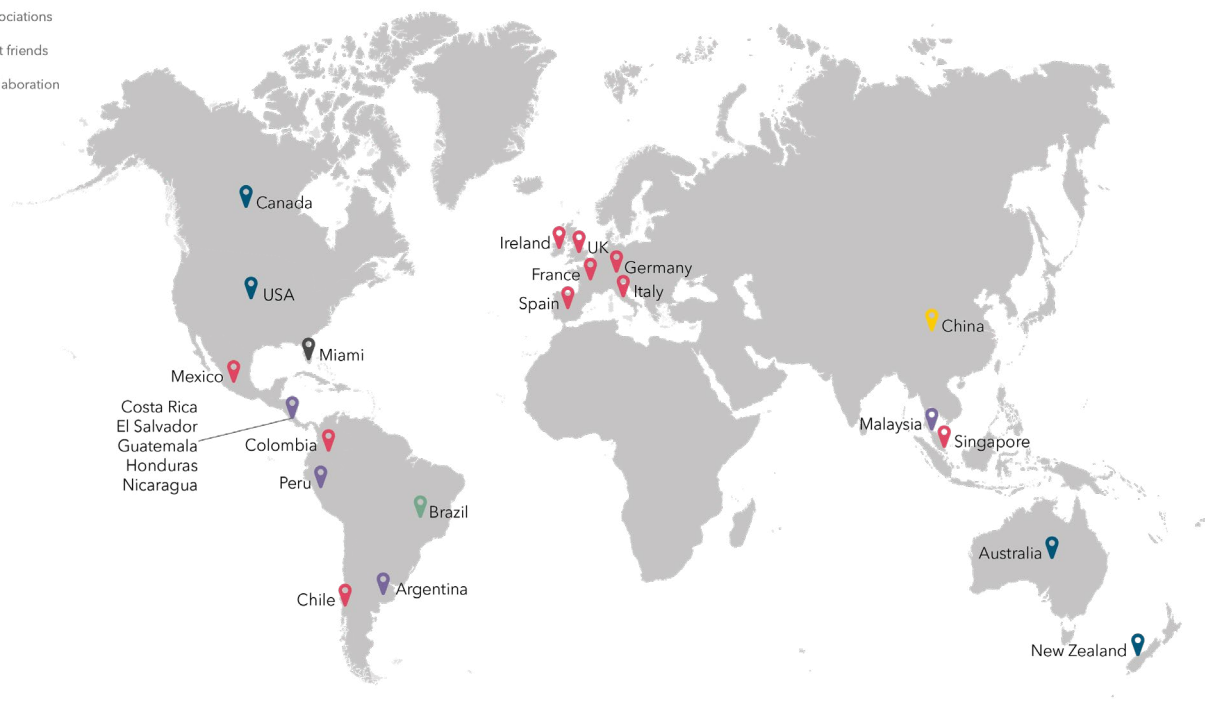 ociations
t friends
aboration
Canada
Ireland
UK
Germany
France
Italy
USA
Spain
China
Miami
Mexico
Costa Rica
El Salvador
Guatemala
Honduras
Nicaragua
Colombia
Malaysia
Singapore
Peru
Brazil
Australia
Argentina
Chile
New Zealand